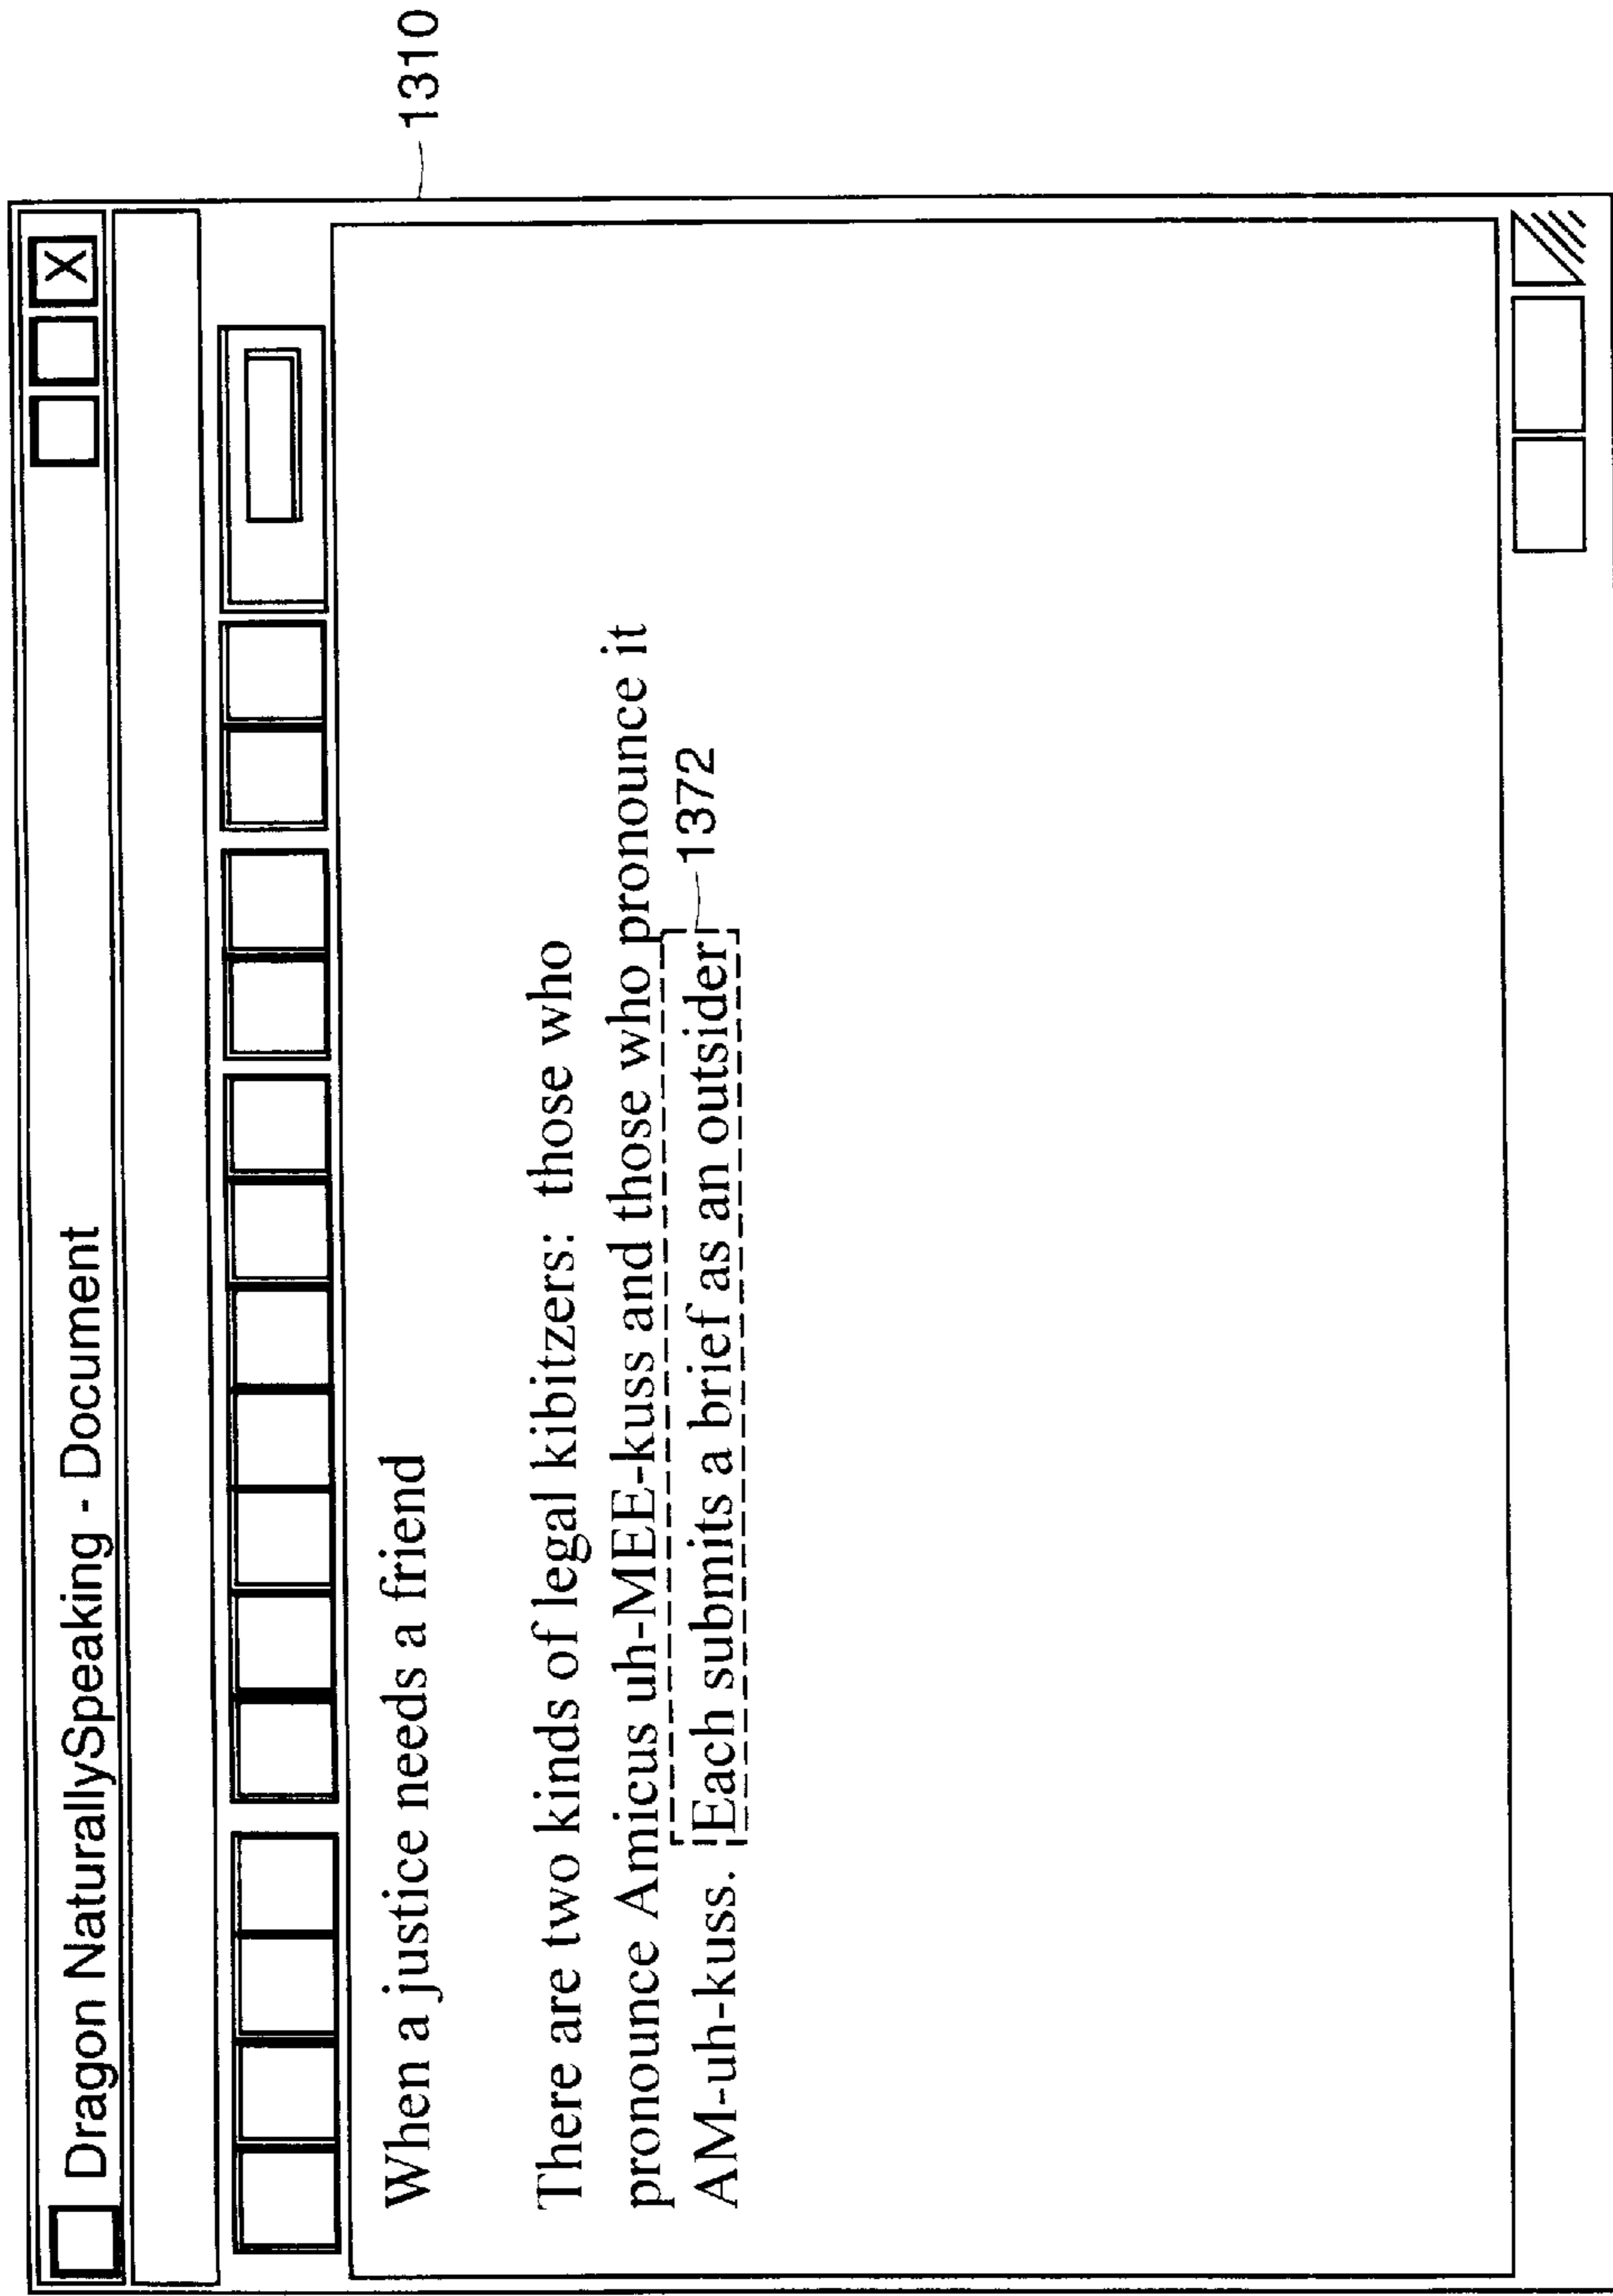 Dragon NaturallySpeaking - Document
X
1310
When a justice needs a friend
There are two kinds of legal kibitzers: those who
pronounce Amicus uh-MEE-kuss and those who pronounce it
AM-uh-kuss. Each submits a brief as an outsider
1372